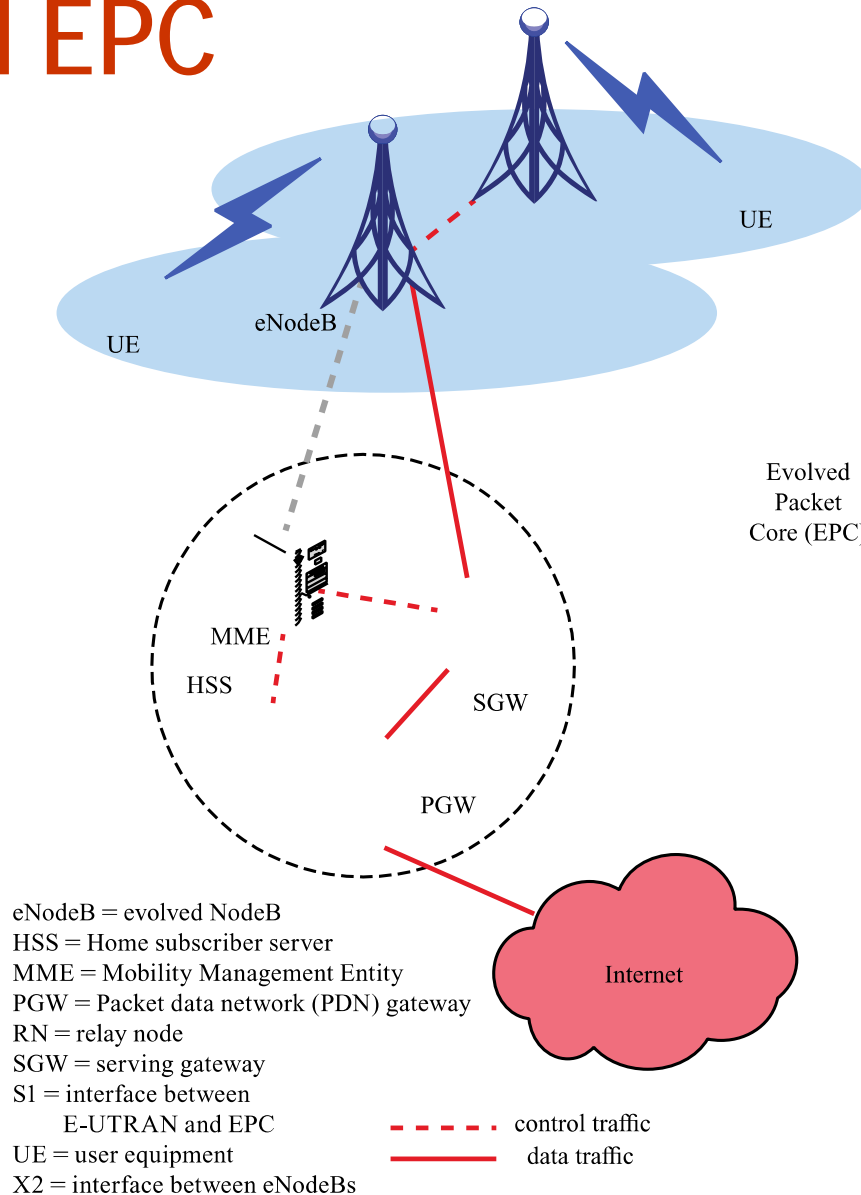 EPC
UE
eNodeB
UE
Evolved
Packet
Core (EPC)
MME
HSS
SGW
PGW
Internet
eNodeB = evolved NodeB
HSS = Home subscriber server
MME = Mobility Management Entity
PGW = Packet data network (PDN) gateway
RN = relay node
SGW = serving gateway
S1 = interface between
E-UTRAN and EPC
UE = user equipment
X2 = interface between eNodeBs
control traffic
data traffic